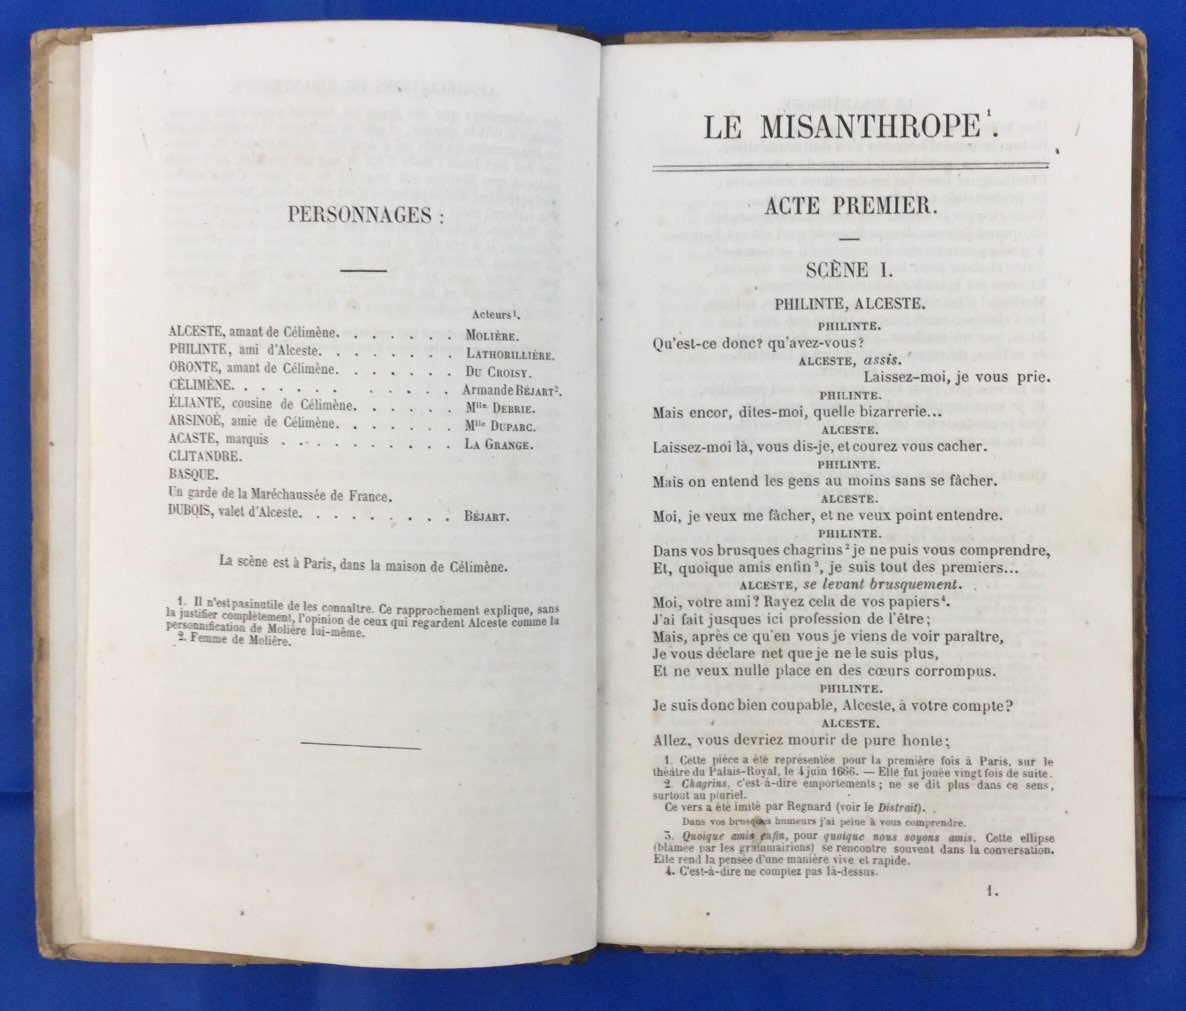 PERSONNAGES :
Acteurs¹.
ALCESTE, amant de Célimène. . . . . . . MOLIÈRE.
PHILINTE, ami d'Alceste. . . . . . . . LATHORILLIÈRE.
ORONTE, amant de Célimène. . . . . . . DU CROISY.
CÉLIMÈNE. . . . . . . . . . . . Armande BÉJART².
ÉLIANTE, cousine de Célimène. . . . . . Mlle DEBRIE.
ARSINOÉ, amie de Célimène. . . . . . . Mlle DUPARC.
ACASTE, marquis . . . . . . . . . . LA GRANGE.
CLITANDRE.
BASQUE.
Un garde de la Maréchaussée de France.
DUBOIS, valet d'Alceste. . . . . . . . . BÉJART.
La scène est à Paris, dans la maison de Célimène.
1. Il n'est pas inutile de les connaître. Ce rapprochement explique, sans
la justifier complètement, l'opinion de ceux qui regardent Alceste comme la
personnification de Molière lui-même.
2. Femme de Molière.
LE MISANTHROPE¹.
ACTE PREMIER.
SCÈNE I.
PHILINTE, ALCESTE.
PHILINTE.
Qu'est-ce donc? qu'avez-vous?
ALCESTE, assis.
Laissez-moi, je vous prie.
PHILINTE.
Mais encor, dites-moi, quelle bizarrerie...
ALCESTE.
Laissez-moi là, vous dis-je, et courez vous cacher.
PHILINTE.
Mais on entend les gens au moins sans se fâcher.
ALCESTE.
Moi, je veux me fâcher, et ne veux point entendre.
PHILINTE.
Dans vos brusques chagrins² je ne puis vous comprendre,
Et, quoique amis enfin³, je suis tout des premiers...
ALCESTE, se levant brusquement.
Moi, votre ami? Rayez cela de vos papiers⁴.
J'ai fait jusques ici profession de l'être;
Mais, après ce qu'en vous je viens de voir paraître,
Je vous déclare net que je ne le suis plus,
Et ne veux nulle place en des cœurs corrompus.
PHILINTE.
Je suis donc bien coupable, Alceste, à votre compte?
ALCESTE.
Allez, vous devriez mourir de pure honte;
1. Cette pièce a été représentée pour la première fois à Paris, sur le
théâtre du Palais-Royal, le 4 juin 1666. — Elle fut jouée vingt fois de suite.
2. Chagrins, c'est-à-dire emportements; ne se dit plus dans ce sens,
surtout au pluriel.
Ce vers a été imité par Regnard (voir le Distrait).
Dans vos brusques humeurs j'ai peine à vous comprendre.
3. Quoique amis enfin, pour quoique nous soyons amis. Cette ellipse
(blâmée par les grammairiens) se rencontre souvent dans la conversation.
Elle rend la pensée d'une manière vive et rapide.
4. C'est-à-dire ne comptez pas là-dessus.
1.